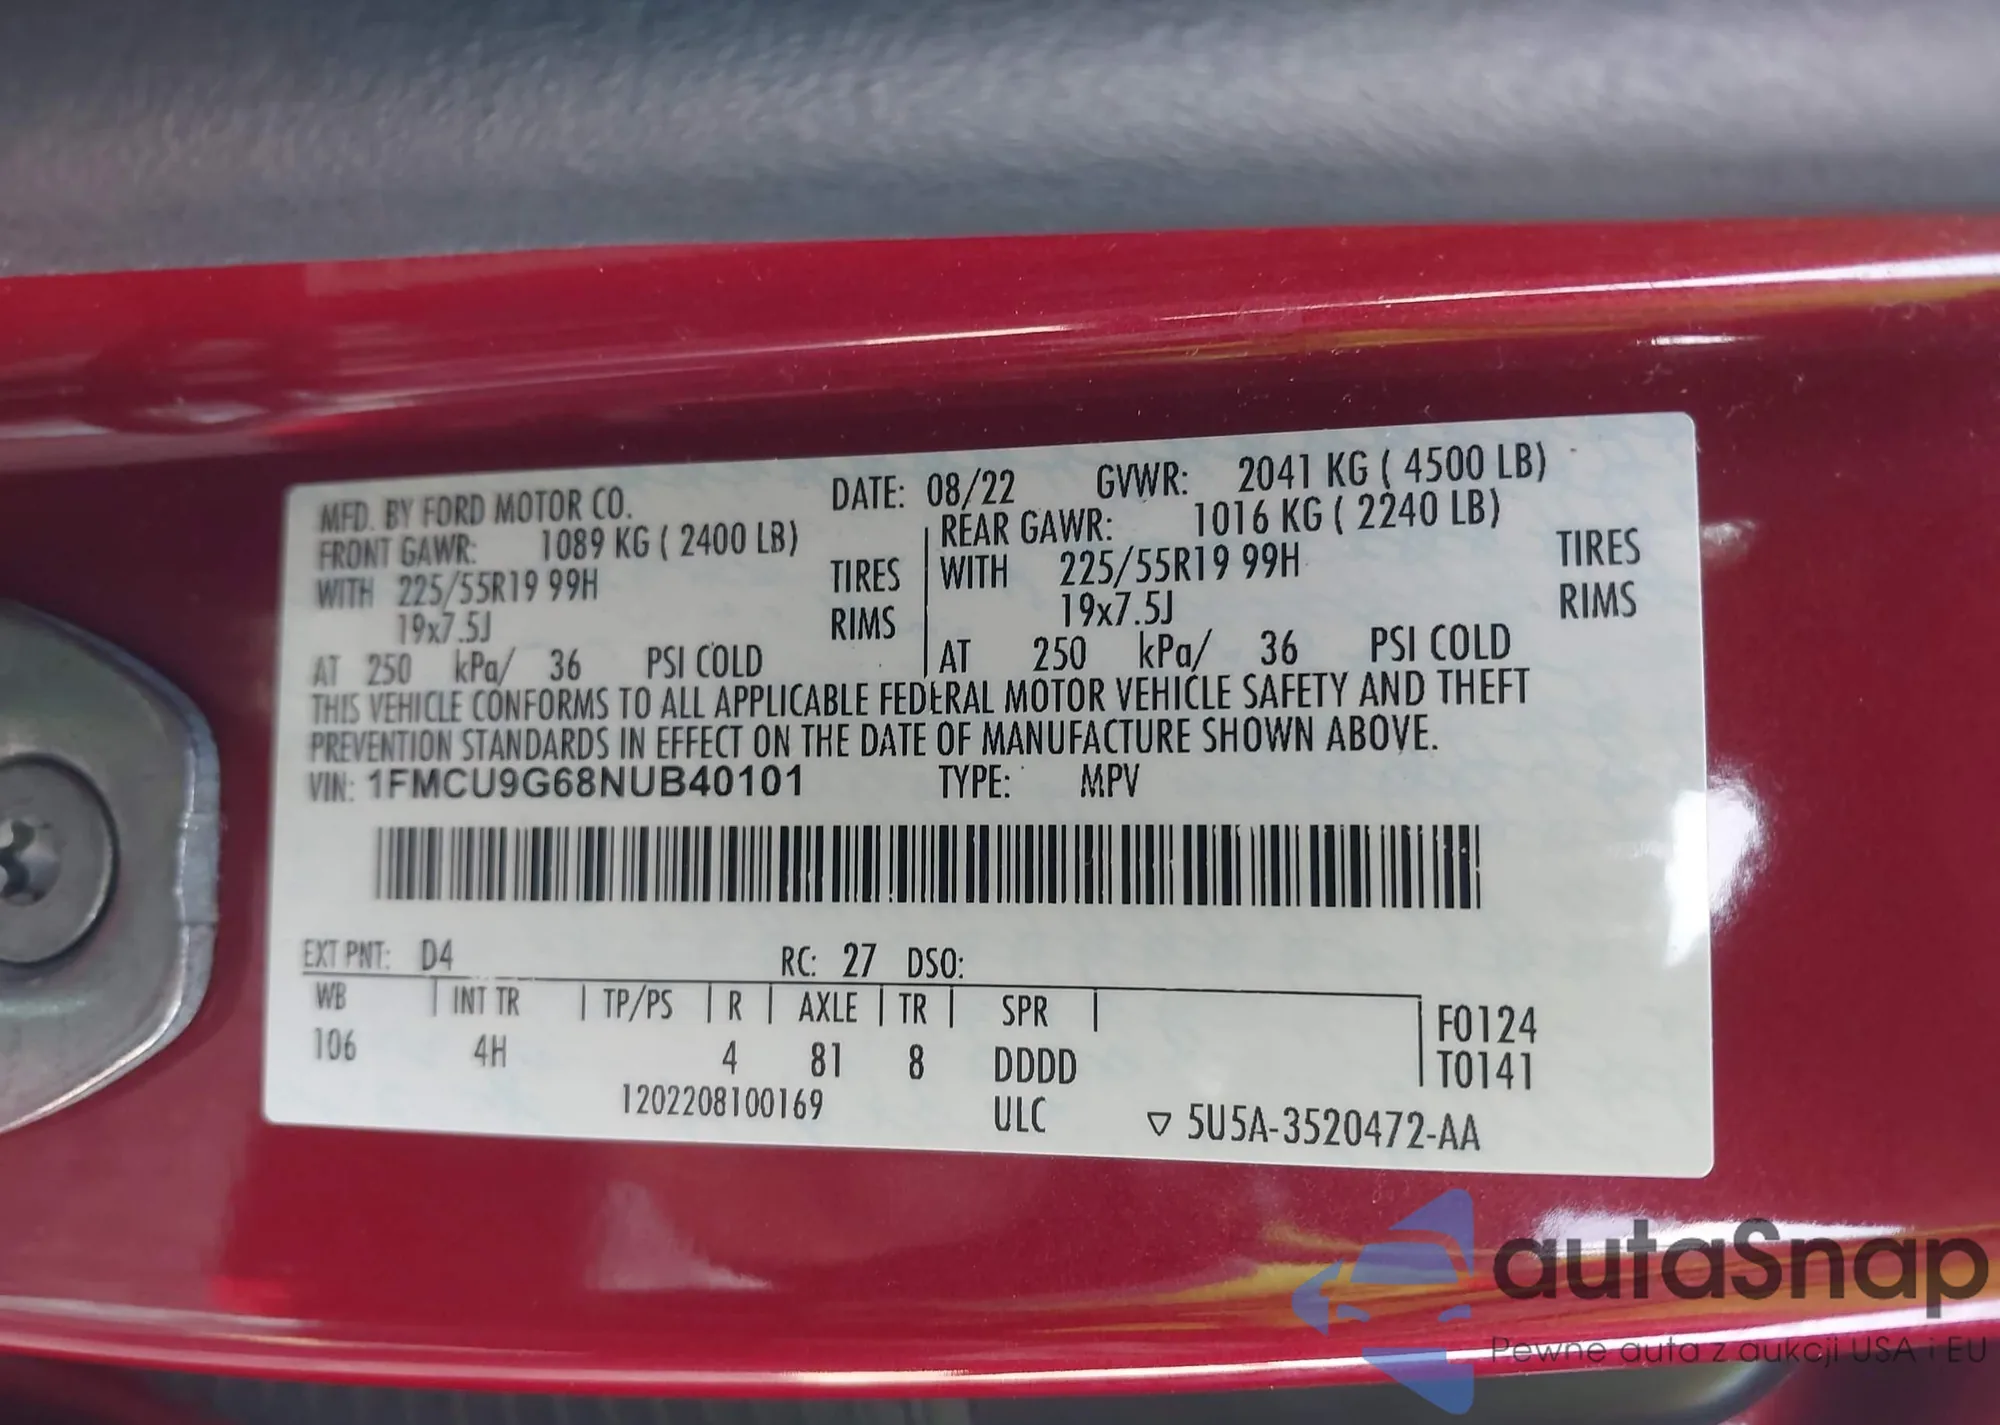 MFD. BY FORD MOTOR CO. DATE: 08/22 GVWR: 2041 KG ( 4500 LB)
FRONT GAWR: 1089 KG ( 2400 LB) REAR GAWR: 1016 KG ( 2240 LB)
WITH 225/55R19 99H TIRES WITH 225/55R19 99H TIRES
19x7.5J RIMS 19x7.5J RIMS
AT 250 kPa/ 36 PSI COLD AT 250 kPa/ 36 PSI COLD
THIS VEHICLE CONFORMS TO ALL APPLICABLE FEDERAL MOTOR VEHICLE SAFETY AND THEFT
PREVENTION STANDARDS IN EFFECT ON THE DATE OF MANUFACTURE SHOWN ABOVE.
VIN: 1FMCU9G68NUB40101 TYPE: MPV
EXT PNT: D4 RC: 27 DSO:
WB INT TR TP/PS R AXLE TR SPR F0124
106 4H 4 81 8 DDDD T0141
1202208100169 ULC ▽ 5U5A-3520472-AA
autaSnap
Pewne auta z aukcji USA i EU